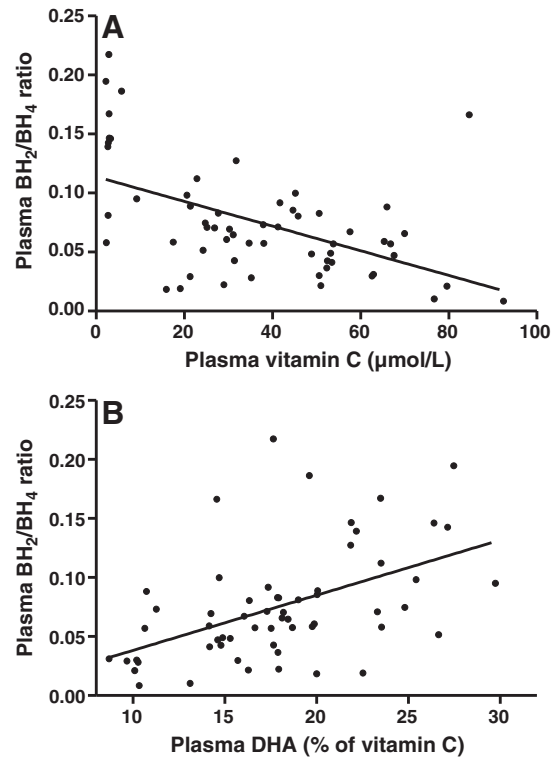 A
0.25
0.20
0.15
0.10
0.05
0.00
Plasma BH₂/BH₄ ratio
0 20 40 60 80 100
Plasma vitamin C (µmol/L)
B
0.25
0.20
0.15
0.10
0.05
0.00
Plasma BH₂/BH₄ ratio
10 15 20 25 30
Plasma DHA (% of vitamin C)